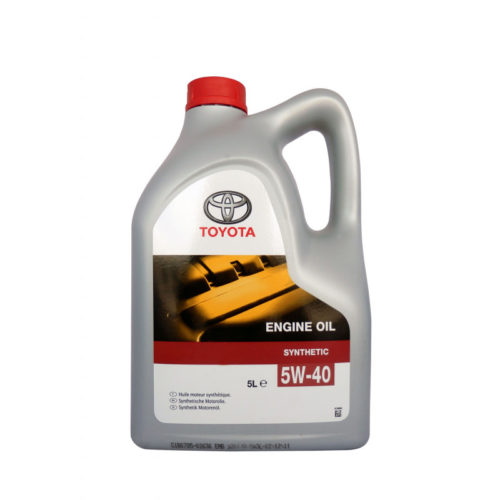 TOYOTA
ENGINE OIL
SYNTHETIC
5W-40
5L e
Huile moteur synthétique.
Synthetische Motorolie.
Synthetik Motorenöl.